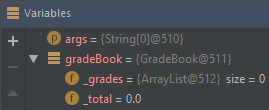 Variables
args = {String[0]@510}
gradeBook = {GradeBook@511}
_grades = {ArrayList@512} size = 0
_total = 0.0